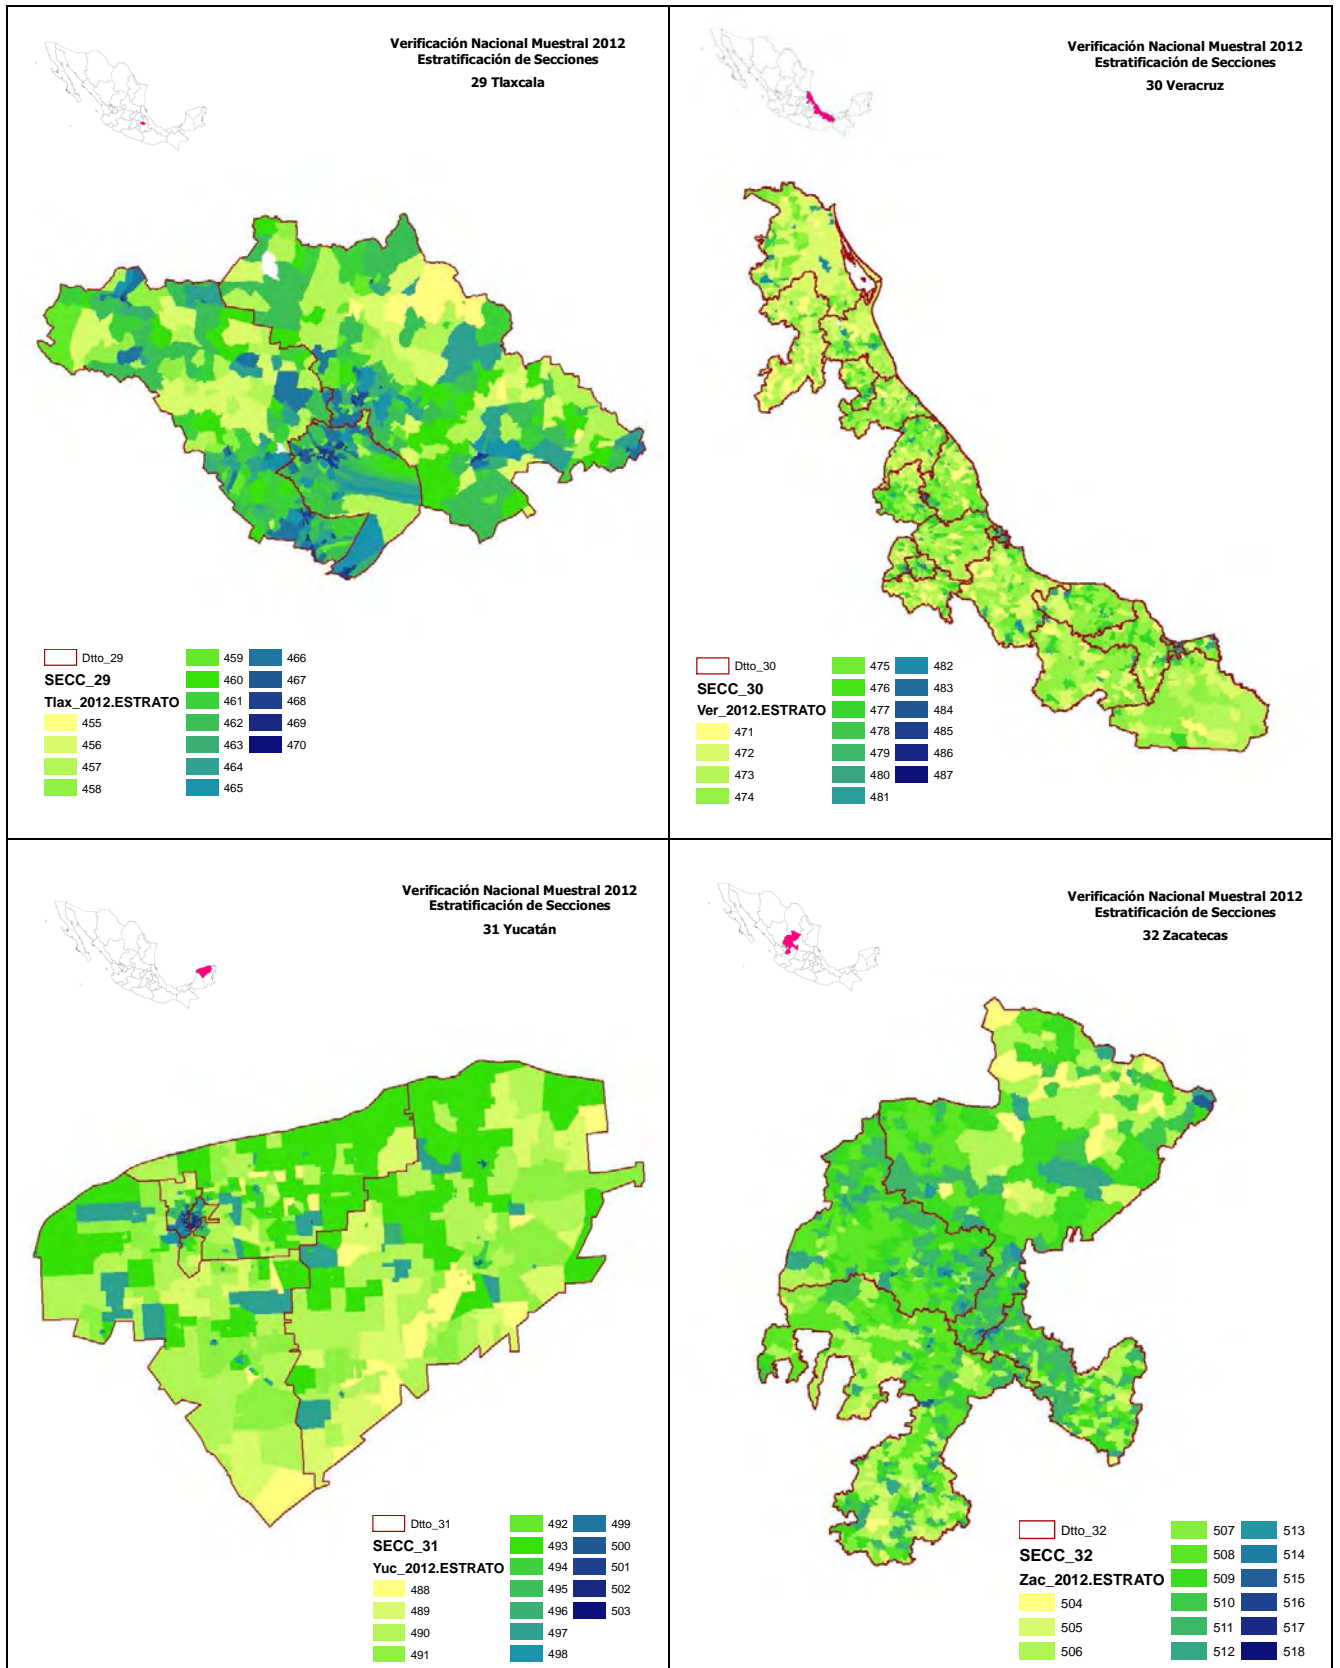 Verificación Nacional Muestral 2012
Estratificación de Secciones
29 Tlaxcala
Dtto_29
SECC_29
Tlax_2012.ESTRATO
455
456
457
458
459
460
461
462
463
464
465
466
467
468
469
470
Verificación Nacional Muestral 2012
Estratificación de Secciones
30 Veracruz
Dtto_30
SECC_30
Ver_2012.ESTRATO
471
472
473
474
475
476
477
478
479
480
481
482
483
484
485
486
487
Verificación Nacional Muestral 2012
Estratificación de Secciones
31 Yucatán
Dtto_31
SECC_31
Yuc_2012.ESTRATO
488
489
490
491
492
493
494
495
496
497
498
499
500
501
502
503
Verificación Nacional Muestral 2012
Estratificación de Secciones
32 Zacatecas
Dtto_32
SECC_32
Zac_2012.ESTRATO
504
505
506
507
508
509
510
511
512
513
514
515
516
517
518